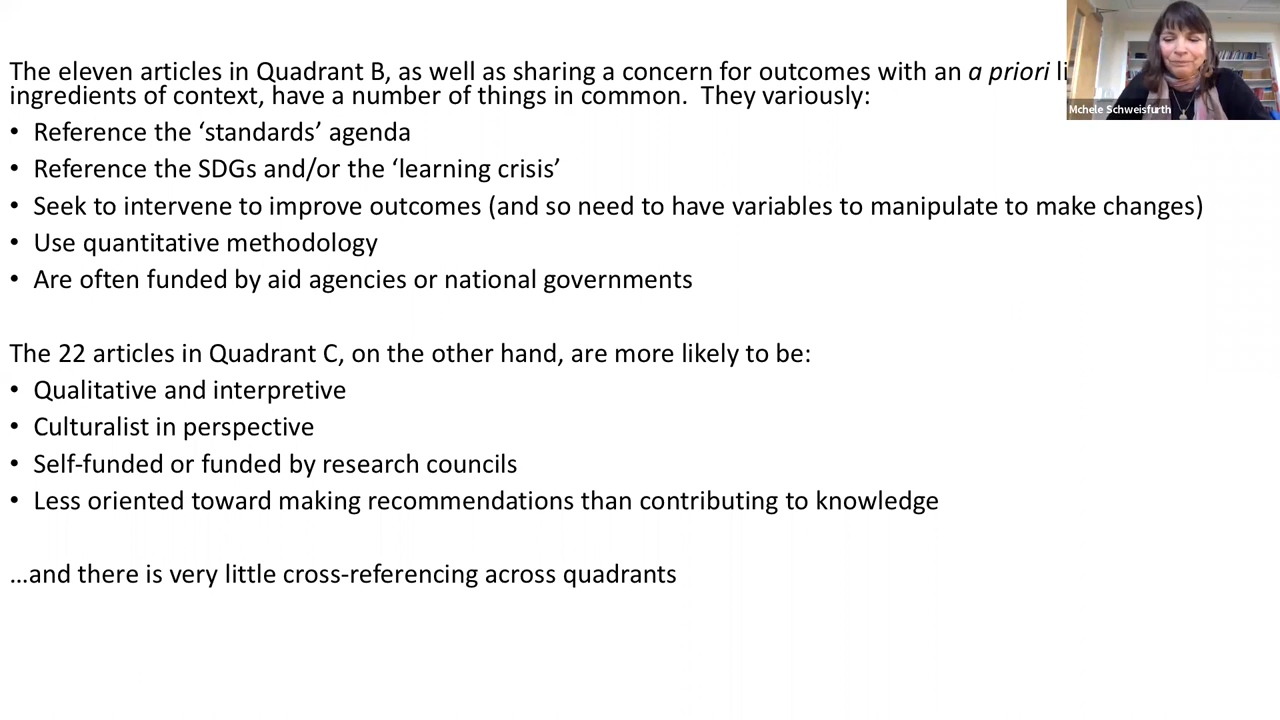 The eleven articles in Quadrant B, as well as sharing a concern for outcomes with an a priori
ingredients of context, have a number of things in common. They variously:
• Reference the ‘standards’ agenda
• Reference the SDGs and/or the ‘learning crisis’
• Seek to intervene to improve outcomes (and so need to have variables to manipulate to make changes)
• Use quantitative methodology
• Are often funded by aid agencies or national governments
The 22 articles in Quadrant C, on the other hand, are more likely to be:
• Qualitative and interpretive
• Culturalist in perspective
• Self-funded or funded by research councils
• Less oriented toward making recommendations than contributing to knowledge
…and there is very little cross-referencing across quadrants
Mchele Schweisfurth